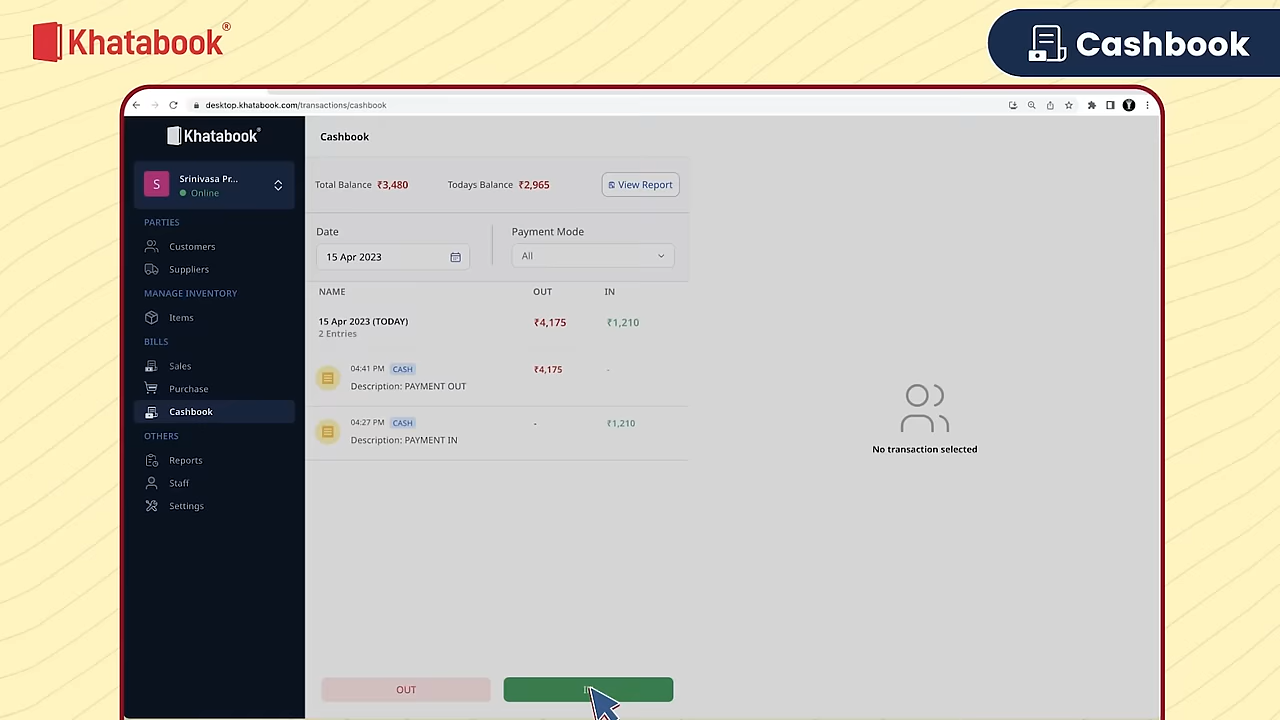 Khatabook®
Cashbook
desktop.khatabook.com/transactions/cashbook
Khatabook®
Cashbook
S
Srinivasa Pr...
Online
Total Balance ₹3,480
Todays Balance ₹2,965
View Report
PARTIES
Customers
Suppliers
MANAGE INVENTORY
Items
BILLS
Sales
Purchase
Cashbook
OTHERS
Reports
Staff
Settings
Date
Payment Mode
15 Apr 2023
All
NAME OUT IN
15 Apr 2023 (TODAY) ₹4,175 ₹1,210
2 Entries
04:41 PM CASH ₹4,175 -
Description: PAYMENT OUT
04:27 PM CASH - ₹1,210
Description: PAYMENT IN
No transaction selected
OUT